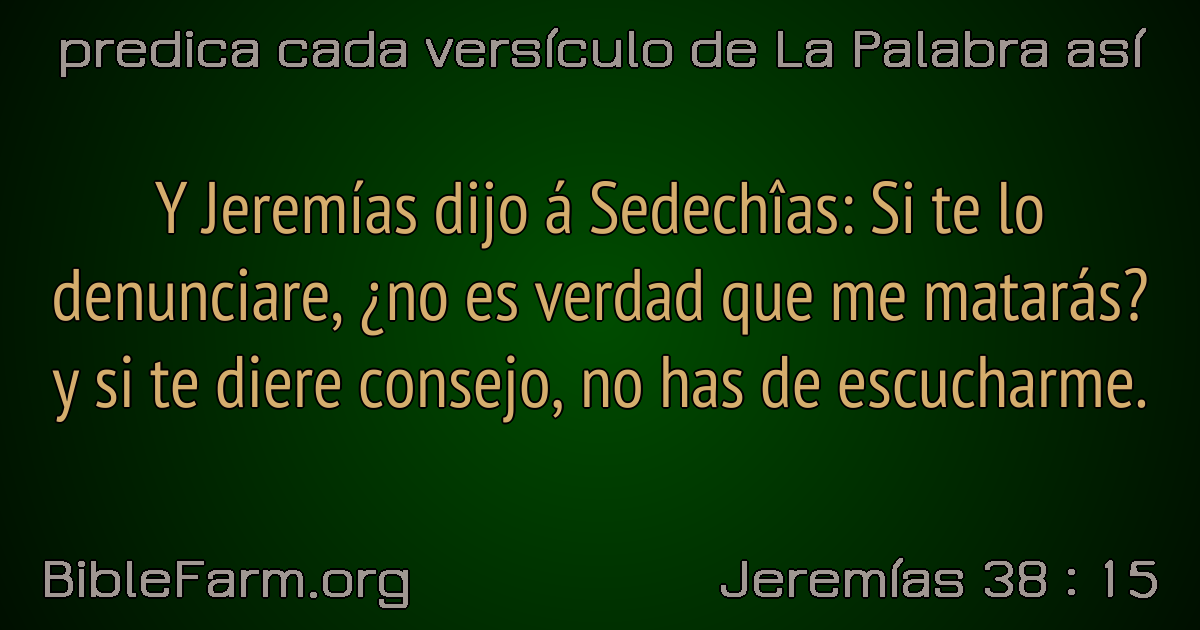 predica cada versículo de La Palabra así
Y Jeremías dijo á Sedechîas: Si te lo
denunciare, ¿no es verdad que me matarás?
y si te diere consejo, no has de escucharme.
BibleFarm.org
Jeremías 38 : 15